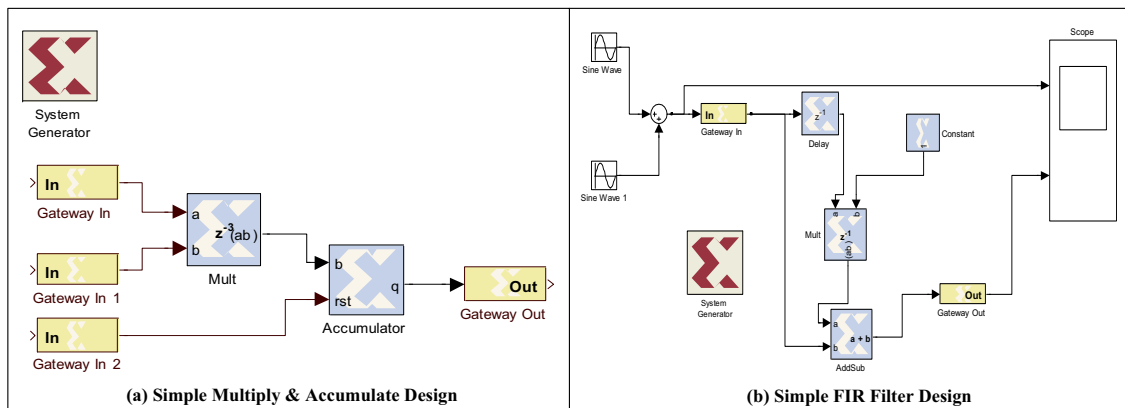 System
Generator
In
Gateway In
In
Gateway In 1
In
Gateway In 2
a
b
z-3
(ab)
Mult
b
rst
q
Accumulator
Out
Gateway Out
(a) Simple Multiply & Accumulate Design
Sine Wave
Sine Wave 1
+
+
In
Gateway In
z-1
Delay
1
Constant
Scope
a
b
Mult
z-1
(ab)
System
Generator
a
b
a + b
AddSub
Out
Gateway Out
(b) Simple FIR Filter Design